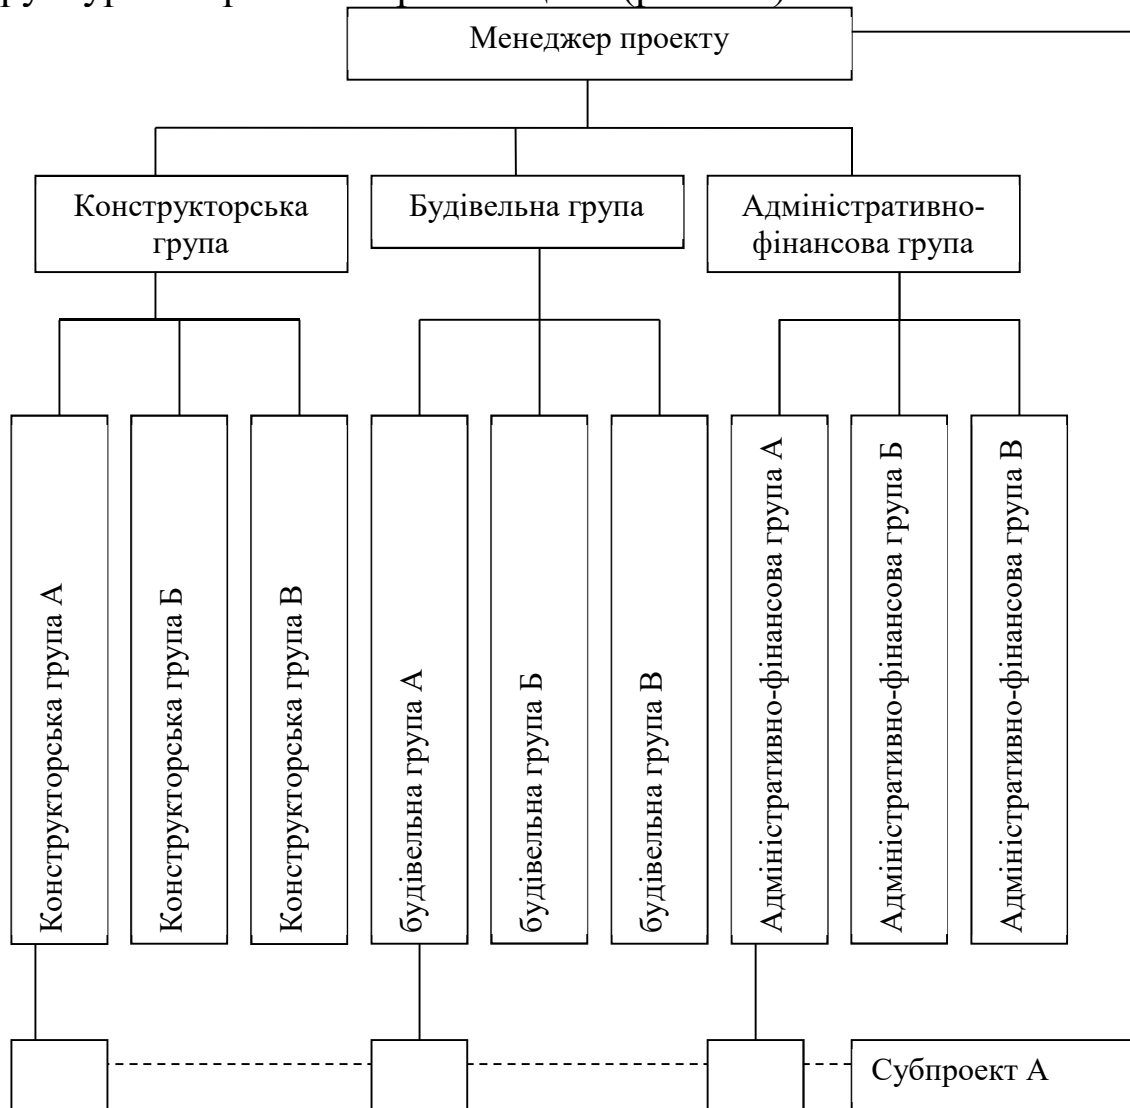 Менеджер проекту
Конструкторська
група
Будівельна група
Адміністративно-
фінансова група
Конструкторська група А
Конструкторська група Б
Конструкторська група В
будівельна група А
будівельна група Б
будівельна група В
Адміністративно-фінансова група А
Адміністративно-фінансова група Б
Адміністративно-фінансова група В
Субпроект А